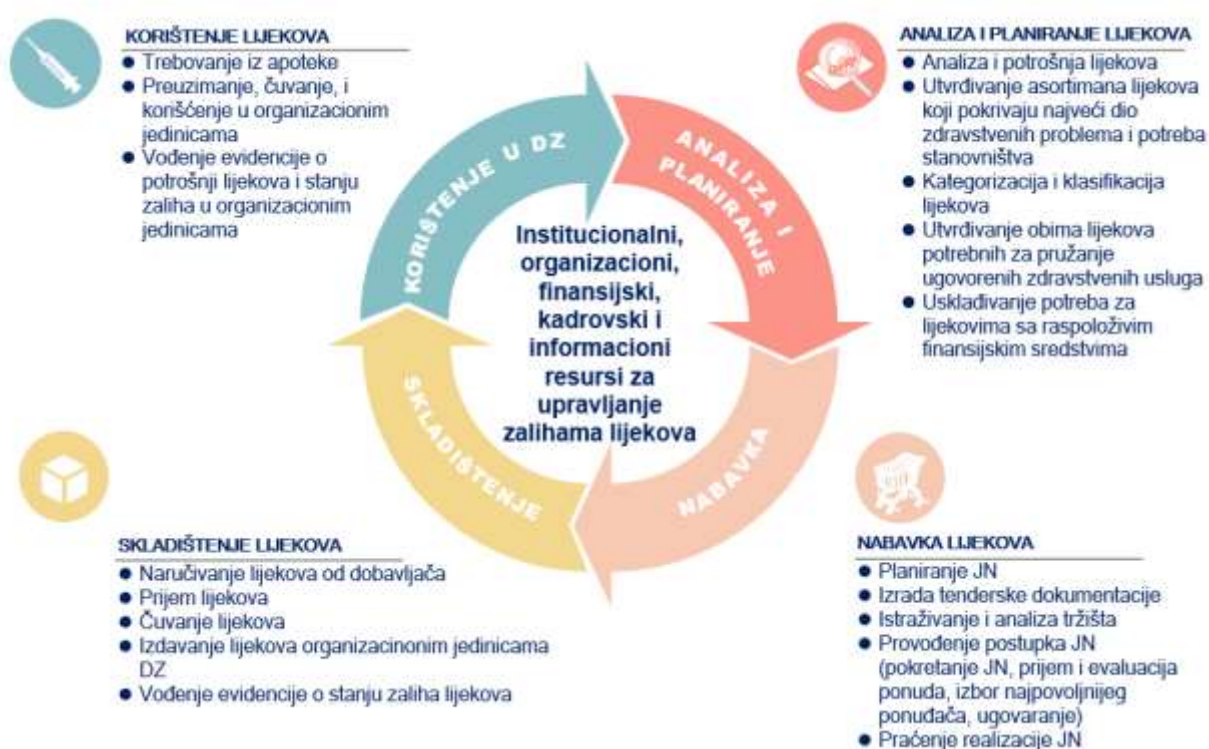 KORIŠTENJE LIJEKOVA
● Trebovanje iz apoteke
● Preuzimanje, čuvanje, i
korišćenje u organizacionim
jedinicama
● Vođenje evidencije o
potrošnji lijekova i stanju
zaliha u organizacionim
jedinicama
ANALIZA I PLANIRANJE LIJEKOVA
● Analiza i potrošnja lijekova
● Utvrđivanje asortimana lijekova
koji pokrivaju najveći dio
zdravstvenih problema i potreba
stanovništva
● Kategorizacija i klasifikacija
lijekova
● Utvrđivanje obima lijekova
potrebnih za pružanje
ugovorenih zdravstvenih usluga
● Usklađivanje potreba za
lijekovima sa raspoloživim
finansijskim sredstvima
KORIŠTENJE U DZ
ANALIZA I
PLANIRANJE
NABAVKA
SKLADIŠTENJE
Institucionalni,
organizacioni,
finansijski,
kadrovski i
informacioni
resursi za
upravljanje
zalihama lijekova
SKLADIŠTENJE LIJEKOVA
● Naručivanje lijekova od dobavljača
● Prijem lijekova
● Čuvanje lijekova
● Izdavanje lijekova organizacinonim jedinicama
DZ
● Vođenje evidencije o stanju zaliha lijekova
NABAVKA LIJEKOVA
● Planiranje JN
● Izrada tenderske dokumentacije
● Istraživanje i analiza tržišta
● Provođenje postupka JN
(pokretanje JN, prijem i evaluacija
ponuda, izbor najpovoljnijeg
ponuđača, ugovaranje)
● Praćenje realizacije JN